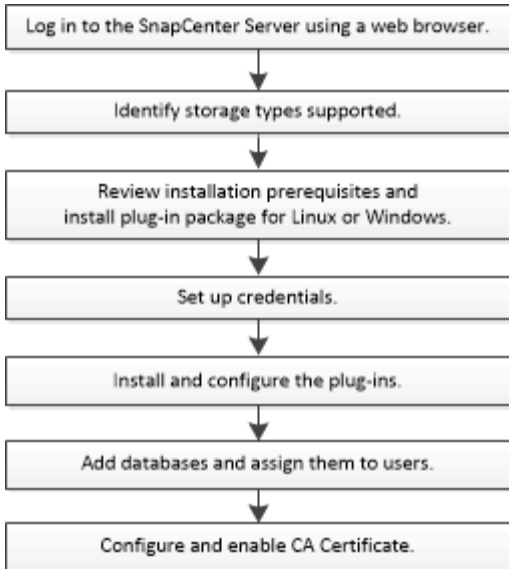 Log in to the SnapCenter Server using a web browser.
Identify storage types supported.
Review installation prerequisites and
install plug-in package for Linux or Windows.
Set up credentials.
Install and configure the plug-ins.
Add databases and assign them to users.
Configure and enable CA Certificate.